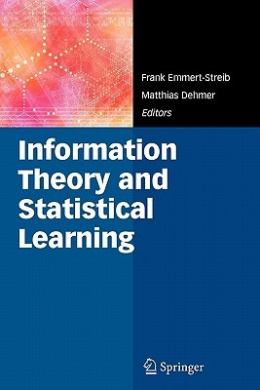 Frank Emmert-Streib
Matthias Dehmer
Editors
Information
Theory and
Statistical
Learning
Springer